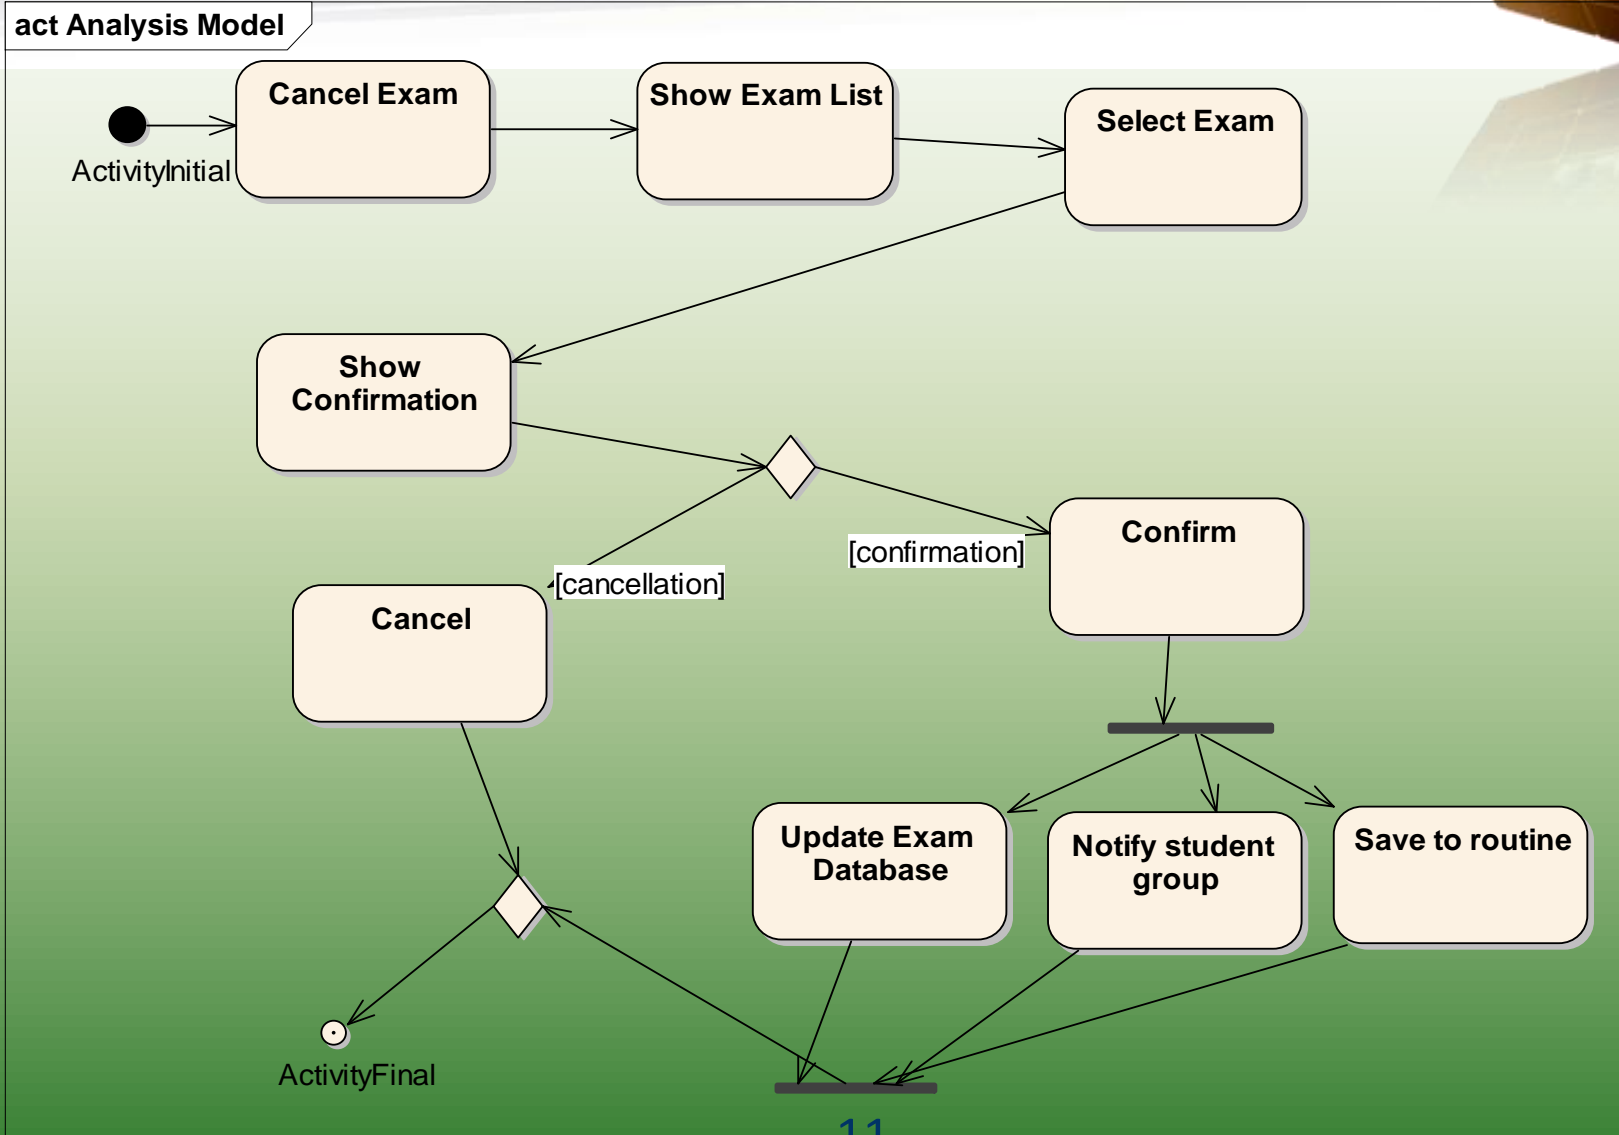 act Analysis Model
Cancel Exam
Show Exam List
Select Exam
ActivityInitial
Show
Confirmation
[confirmation]
Confirm
[cancellation]
Cancel
Update Exam
Database
Notify student
group
Save to routine
ActivityFinal
11